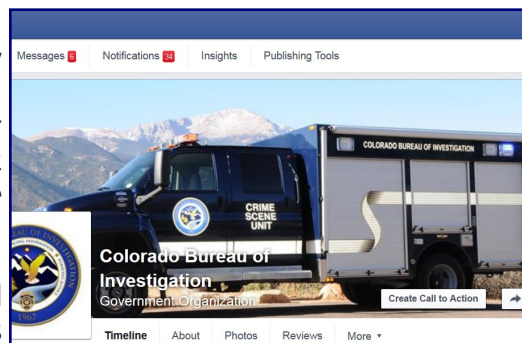 Messages 6 Notifications 34 Insights Publishing Tools
COLORADO BUREAU OF INVESTIGATION
CRIME
SCENE
UNIT
Colorado Bureau of
Investigation
Government Organization
Create Call to Action
1967
Timeline About Photos Reviews More